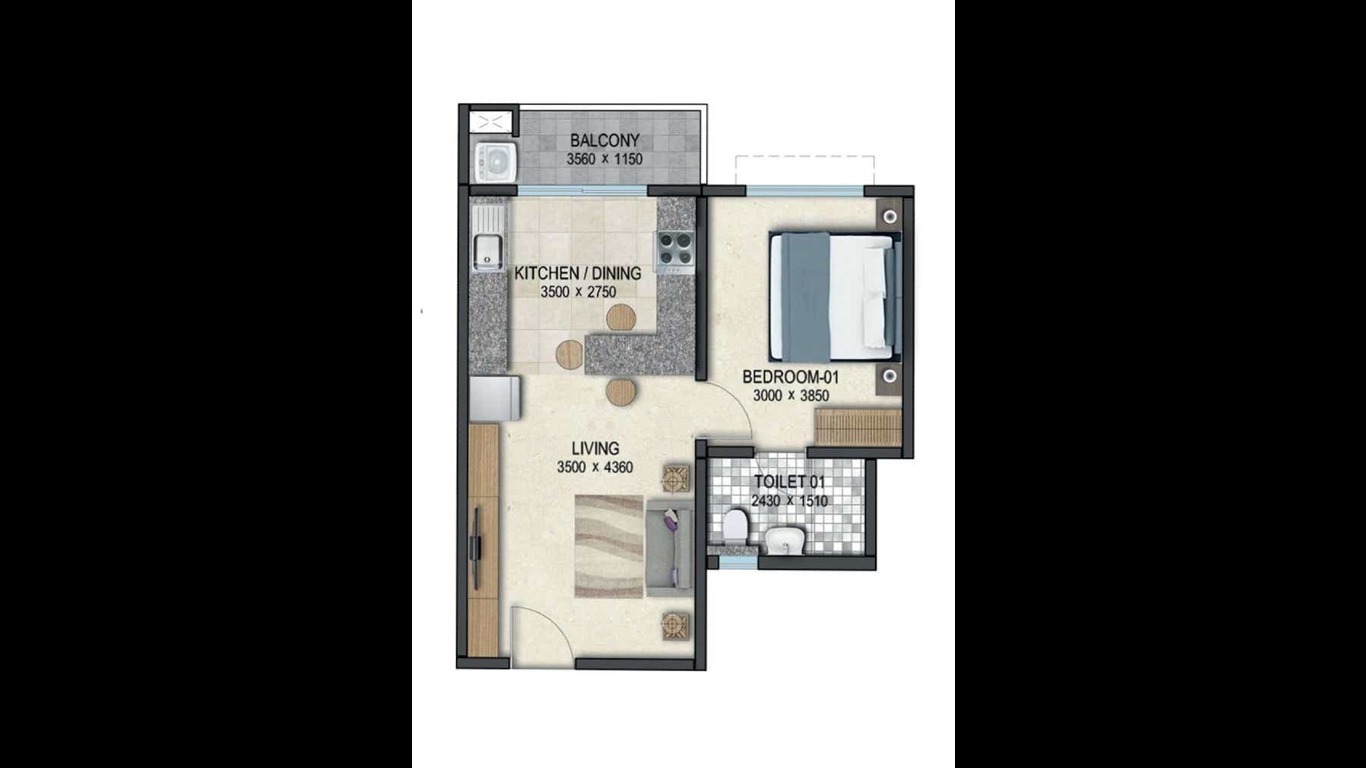 BALCONY
3560 x 1150
KITCHEN / DINING
3500 x 2750
BEDROOM-01
3000 x 3850
LIVING
3500 x 4360
TOILET 01
2430 x 1510